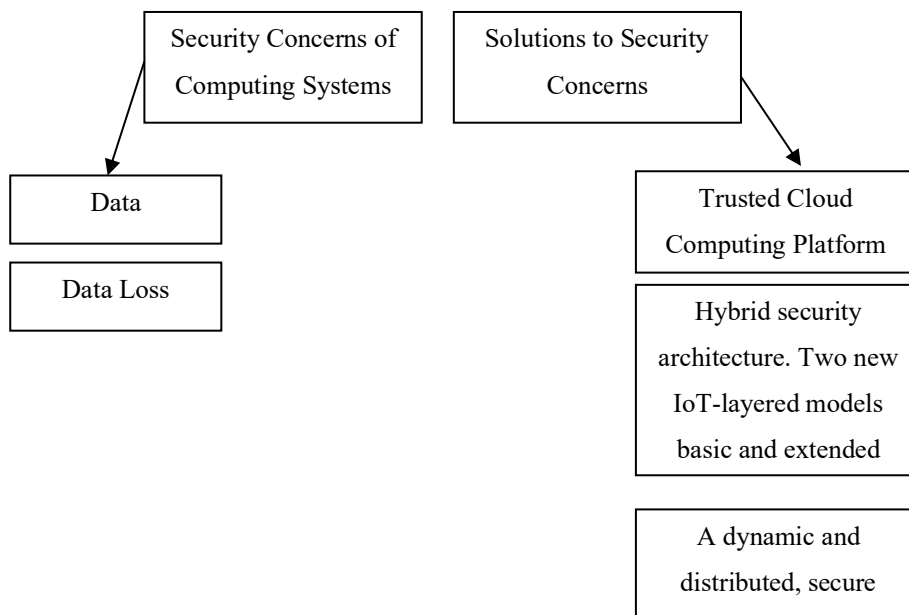 Security Concerns of
Computing Systems
Solutions to Security
Concerns
Data
Data Loss
Trusted Cloud
Computing Platform
Hybrid security
architecture. Two new
IoT-layered models
basic and extended
A dynamic and
distributed, secure